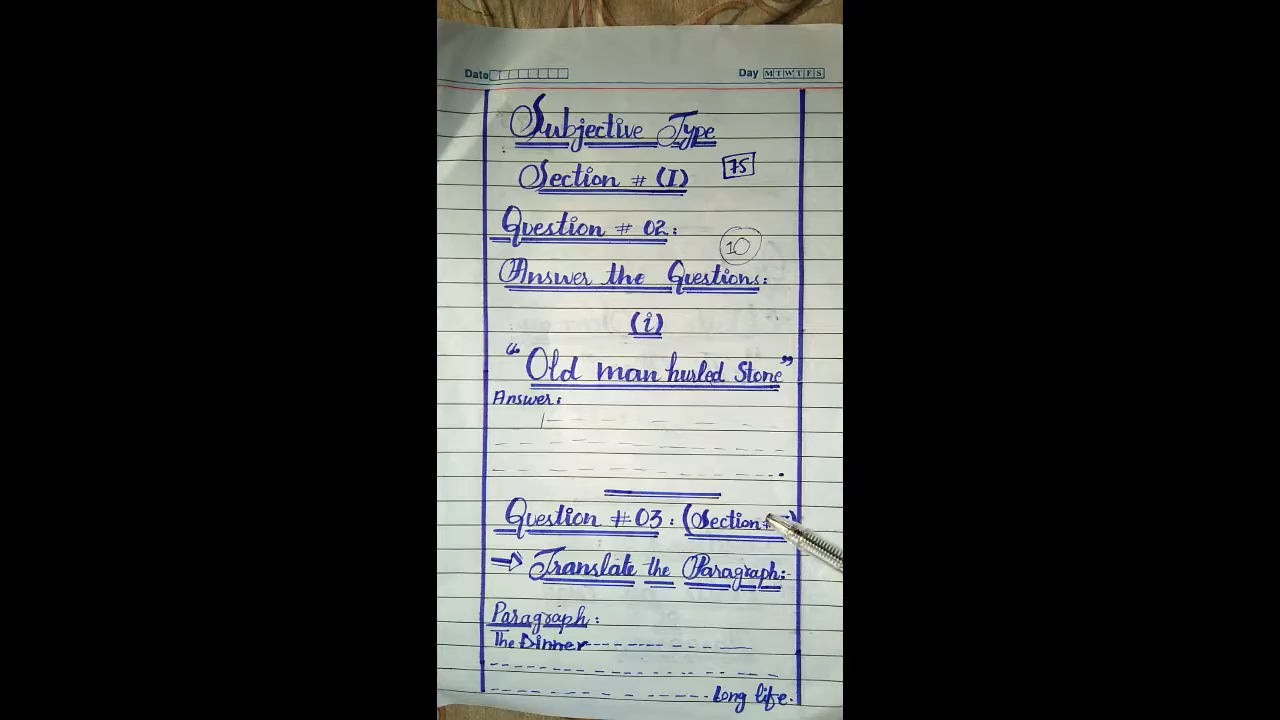 Date Day M T W T F S
Subjective Type
Section # (I) 75
Question # 02:
10
Answer the Questions:
(i)
"Old man hurled Stone"
Answer:
Question # 03: (Section #
→ Translate the Paragraph:-
Paragraph:
The Dinner
Long life.